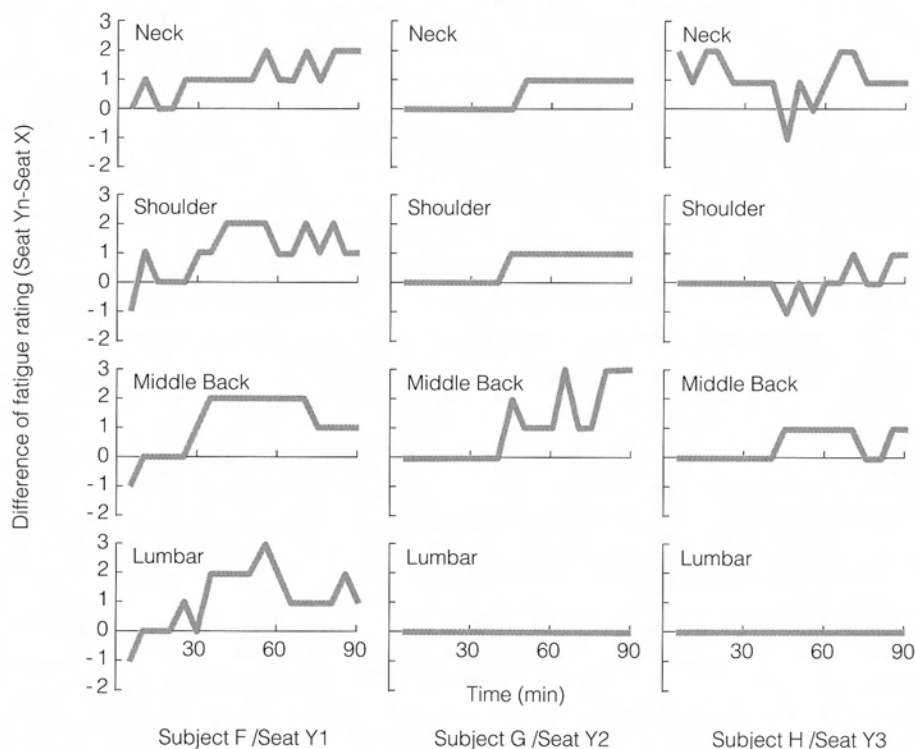 Difference of fatigue rating (Seat Yn-Seat X)
Neck
3
2
1
0
-1
-2
Neck
Neck
Shoulder
3
2
1
0
-1
-2
Shoulder
Shoulder
Middle Back
3
2
1
0
-1
-2
Middle Back
Middle Back
Lumbar
3
2
1
0
-1
-2
30 60 90
Lumbar
30 60 90
Lumbar
30 60 90
Time (min)
Subject F /Seat Y1
Subject G /Seat Y2
Subject H /Seat Y3